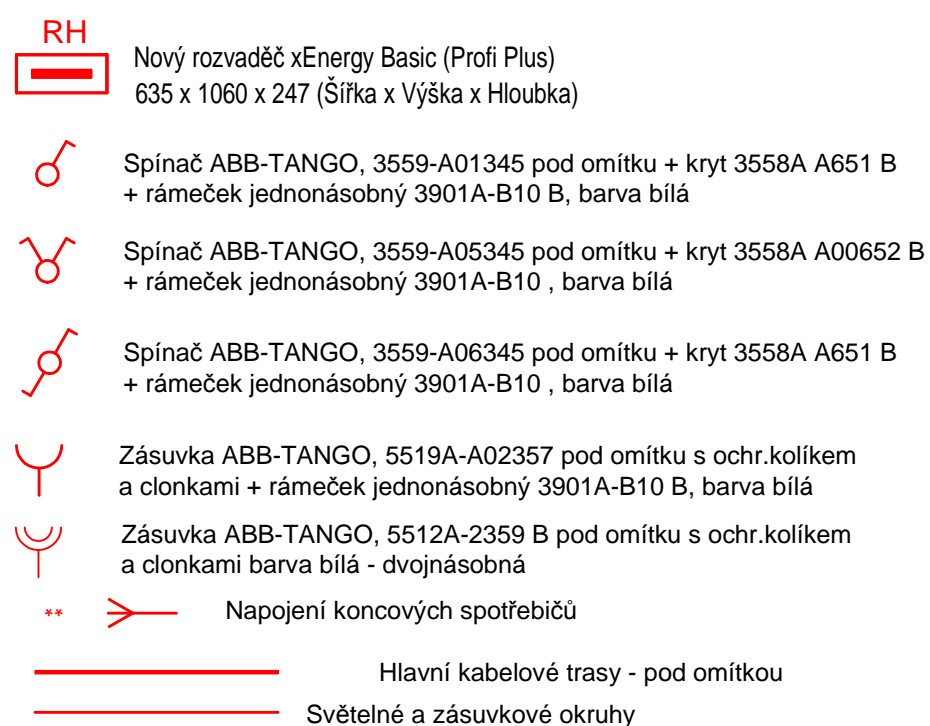 RH
Nový rozvaděč xEnergy Basic (Profi Plus)
635 x 1060 x 247 (Šířka x Výška x Hloubka)
Spínač ABB-TANGO, 3559-A01345 pod omítku + kryt 3558A A651 B
+ rámeček jednonásobný 3901A-B10 B, barva bílá
Spínač ABB-TANGO, 3559-A05345 pod omítku + kryt 3558A A00652 B
+ rámeček jednonásobný 3901A-B10 , barva bílá
Spínač ABB-TANGO, 3559-A06345 pod omítku + kryt 3558A A651 B
+ rámeček jednonásobný 3901A-B10 , barva bílá
Zásuvka ABB-TANGO, 5519A-A02357 pod omítku s ochr.kolíkem
a clonkami + rámeček jednonásobný 3901A-B10 B, barva bílá
Zásuvka ABB-TANGO, 5512A-2359 B pod omítku s ochr.kolíkem
a clonkami barva bílá - dvojnásobná
** Napojení koncových spotřebičů
Hlavní kabelové trasy - pod omítkou
Světelné a zásuvkové okruhy